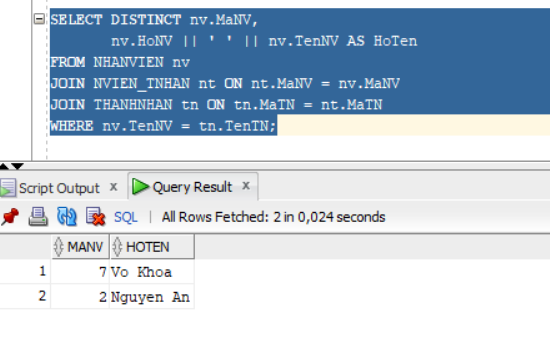 SELECT DISTINCT nv.MaNV,
nv.HoNV || ' ' || nv.TenNV AS HoTen
FROM NHANVIEN nv
JOIN NVIEN_TNHAN nt ON nt.MaNV = nv.MaNV
JOIN THANHNHAN tn ON tn.MaTN = nt.MaTN
WHERE nv.TenNV = tn.TenTN;
Script Output x Query Result x
SQL | All Rows Fetched: 2 in 0,024 seconds
MANV HOTEN
1 7 Vo Khoa
2 2 Nguyen An